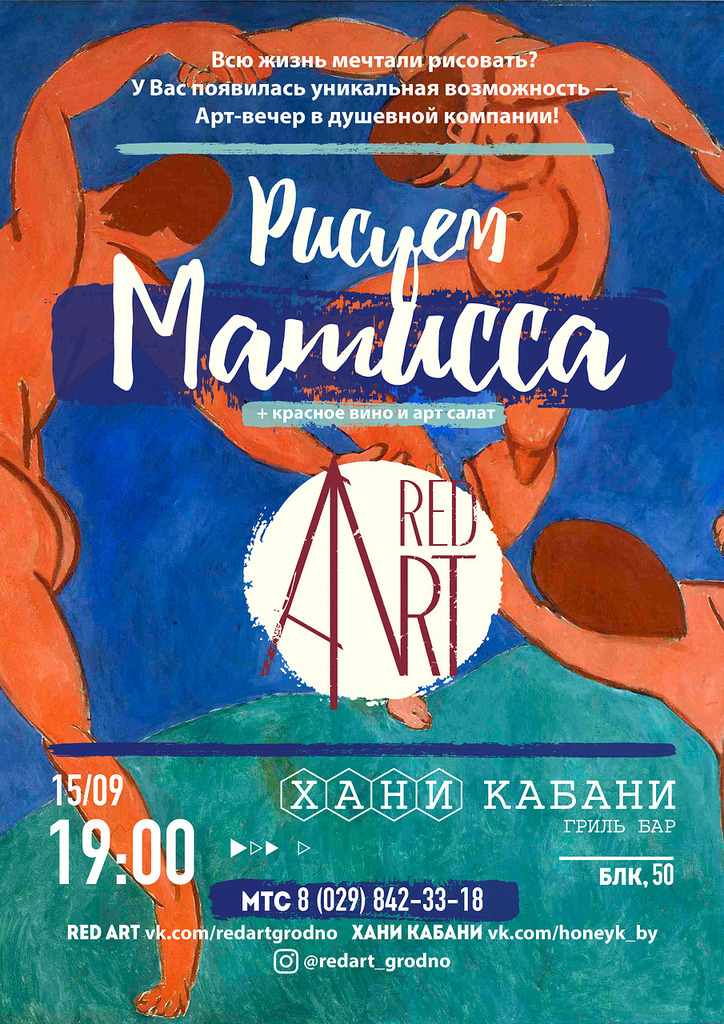 Всю жизнь мечтали рисовать?
У Вас появилась уникальная возможность —
Арт-вечер в душевной компании!
Рисуем
Матисса
+ красное вино и арт салат
RED
ART
15/09
19:00
ХАНИ КАБАНИ
ГРИЛЬ БАР
БЛК, 50
МТС 8 (029) 842-33-18
RED ART vk.com/redartgrodno ХАНИ КАБАНИ vk.com/honeyk_by
@redart_grodno